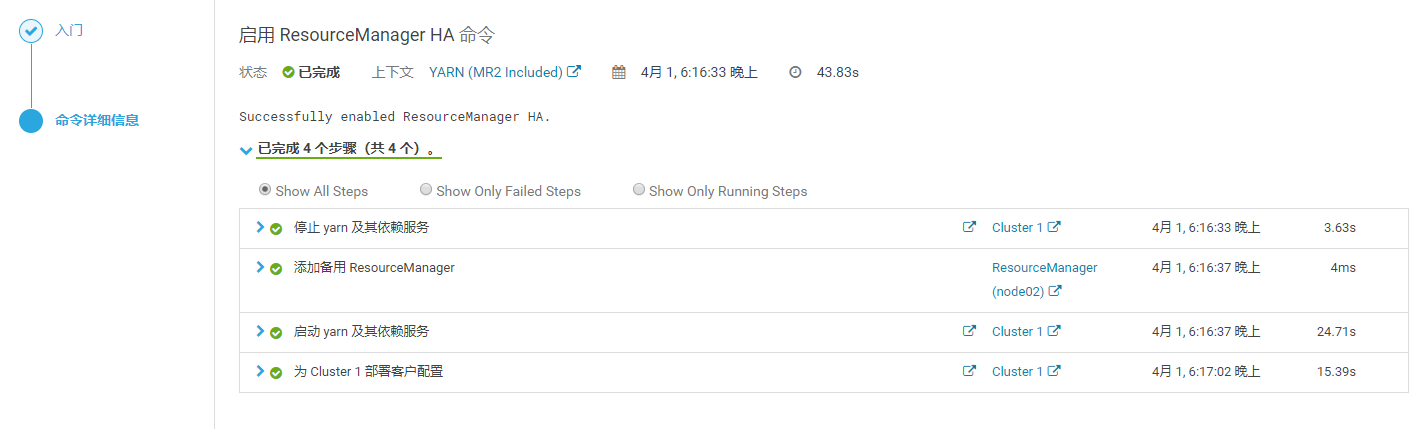 入门
命令详细信息
启用 ResourceManager HA 命令
状态 已完成 上下文 YARN (MR2 Included) 4月 1, 6:16:33 晚上 43.83s
Successfully enabled ResourceManager HA.
已完成 4 个步骤（共 4 个）。
Show All Steps Show Only Failed Steps Show Only Running Steps
停止 yarn 及其依赖服务 Cluster 1 4月 1, 6:16:33 晚上 3.63s
添加备用 ResourceManager ResourceManager 4月 1, 6:16:37 晚上 4ms
(node02)
启动 yarn 及其依赖服务 Cluster 1 4月 1, 6:16:37 晚上 24.71s
为 Cluster 1 部署客户配置 Cluster 1 4月 1, 6:17:02 晚上 15.39s